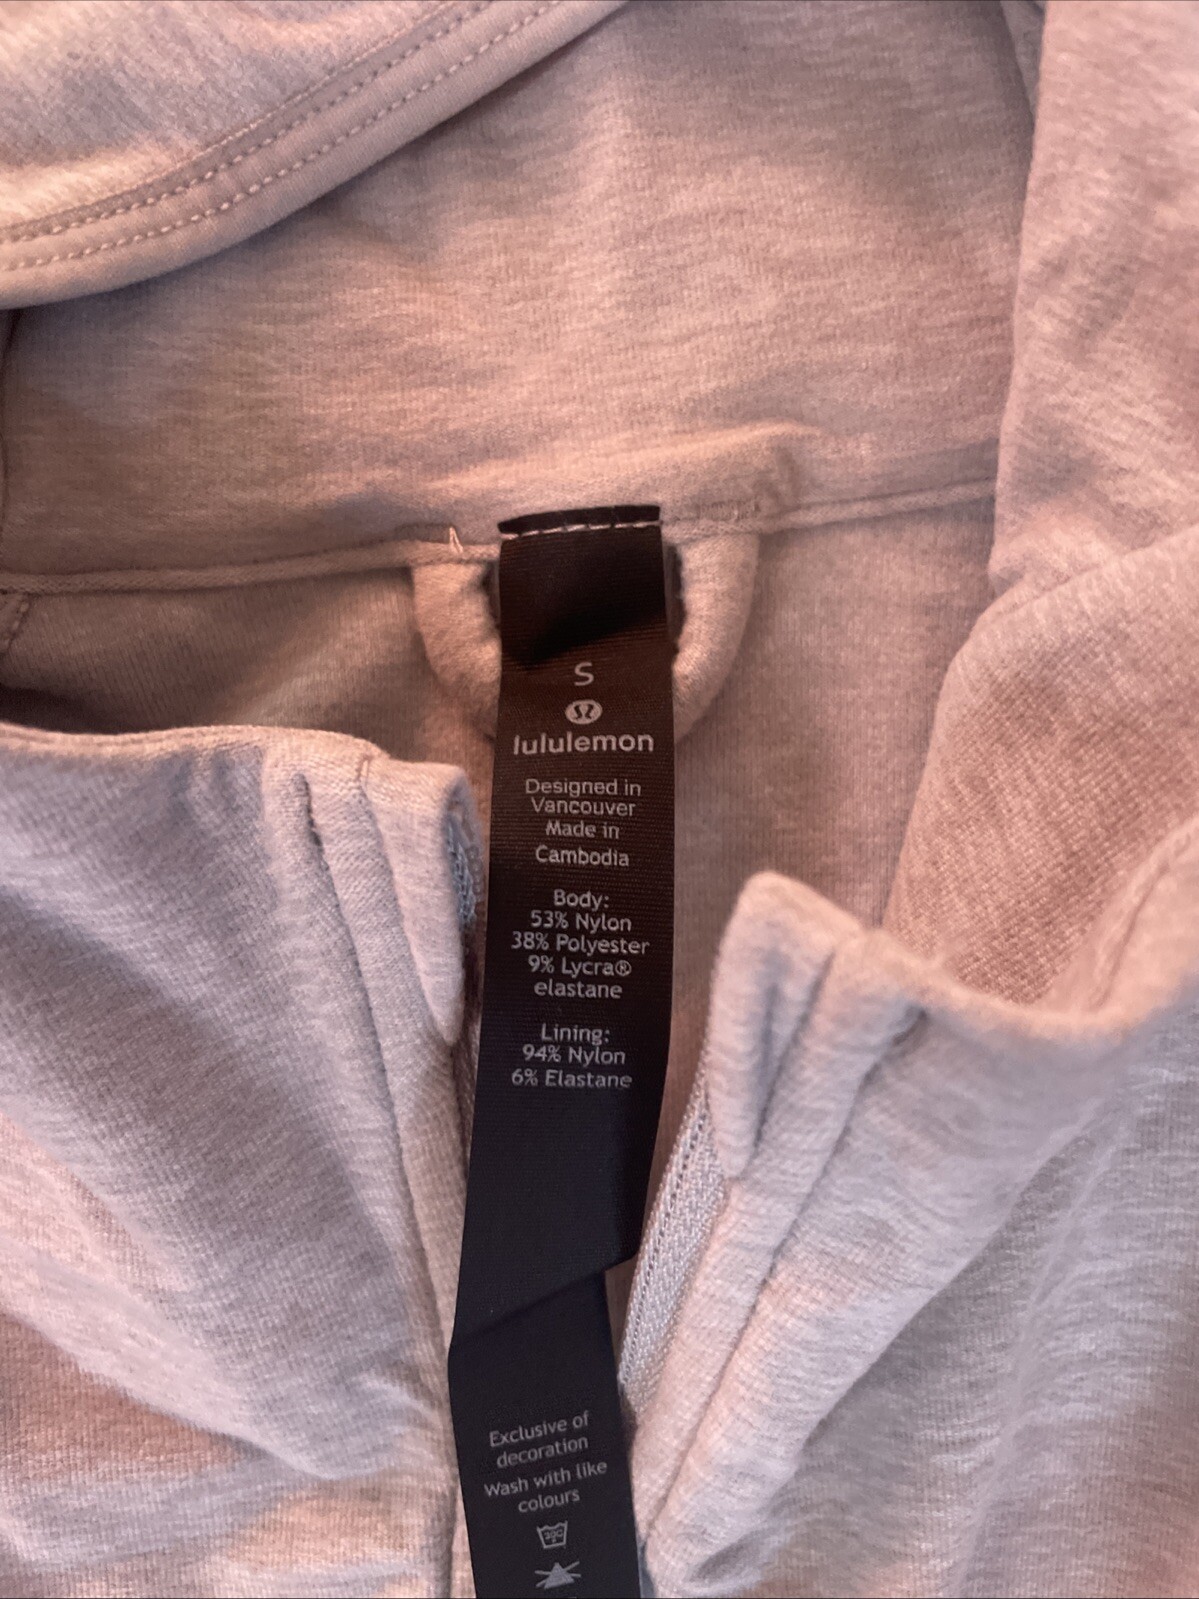 S
lululemon
Designed in
Vancouver
Made in
Cambodia
Body:
53% Nylon
38% Polyester
9% Lycra®
elastane
Lining:
94% Nylon
6% Elastane
Exclusive of
decoration
Wash with like
colours
30C